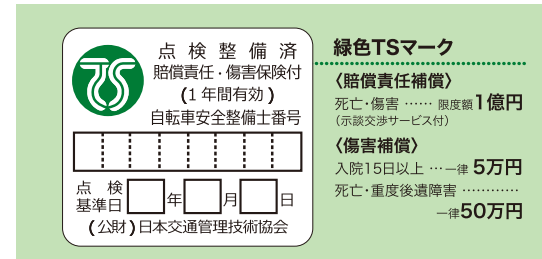 TS
点検整備済
賠償責任・傷害保険付
(1年間有効)
自転車安全整備士番号
点検
基準日 年 月 日
(公財)日本交通管理技術協会
緑色TSマーク
〈賠償責任補償〉
死亡・傷害 …… 限度額1億円
(示談交渉サービス付)
〈傷害補償〉
入院15日以上 … 一律 5万円
死亡・重度後遺障害 …………
一律50万円